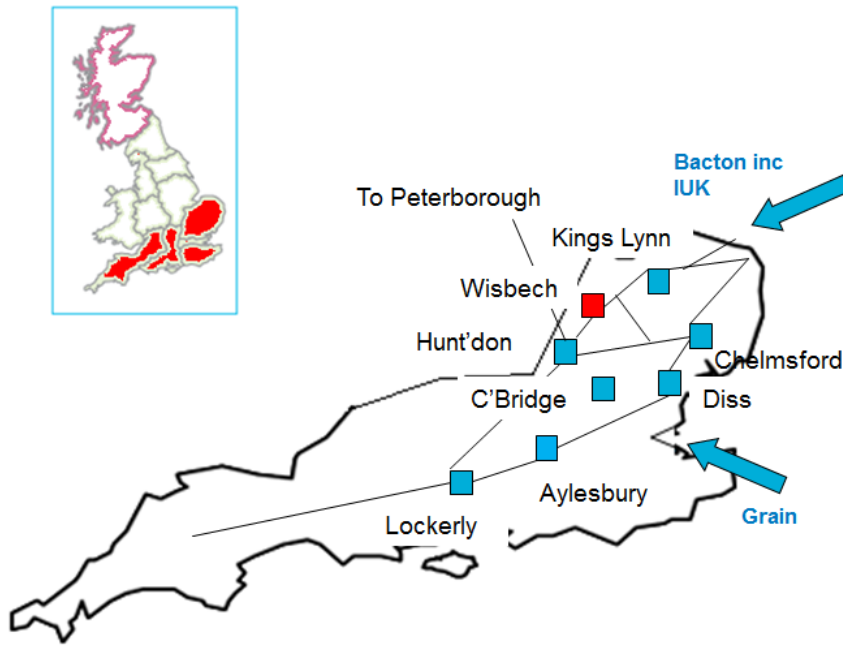 Bacton inc
IUK
To Peterborough
Kings Lynn
Wisbech
Hunt'don
Chelmsford
C'Bridge
Diss
Aylesbury
Grain
Lockerly